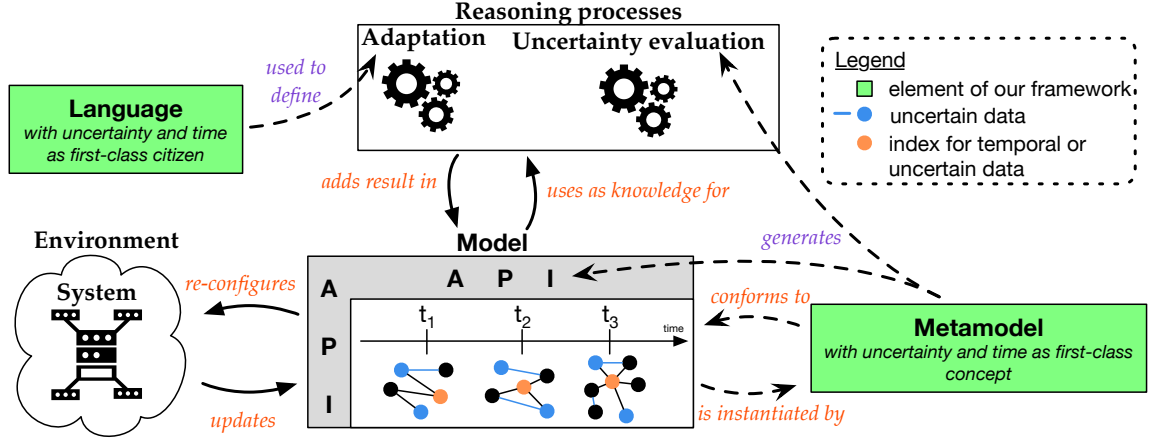 Reasoning processes
Adaptation
Uncertainty evaluation
used to
define
Language
with uncertainty and time
as first-class citizen
Legend
element of our framework
uncertain data
index for temporal or
uncertain data
adds result in
uses as knowledge for
Environment
System
re-configures
updates
Model
A P I
A
P
I
t1
t2
t3
time
generates
conforms to
is instantiated by
Metamodel
with uncertainty and time as first-class
concept